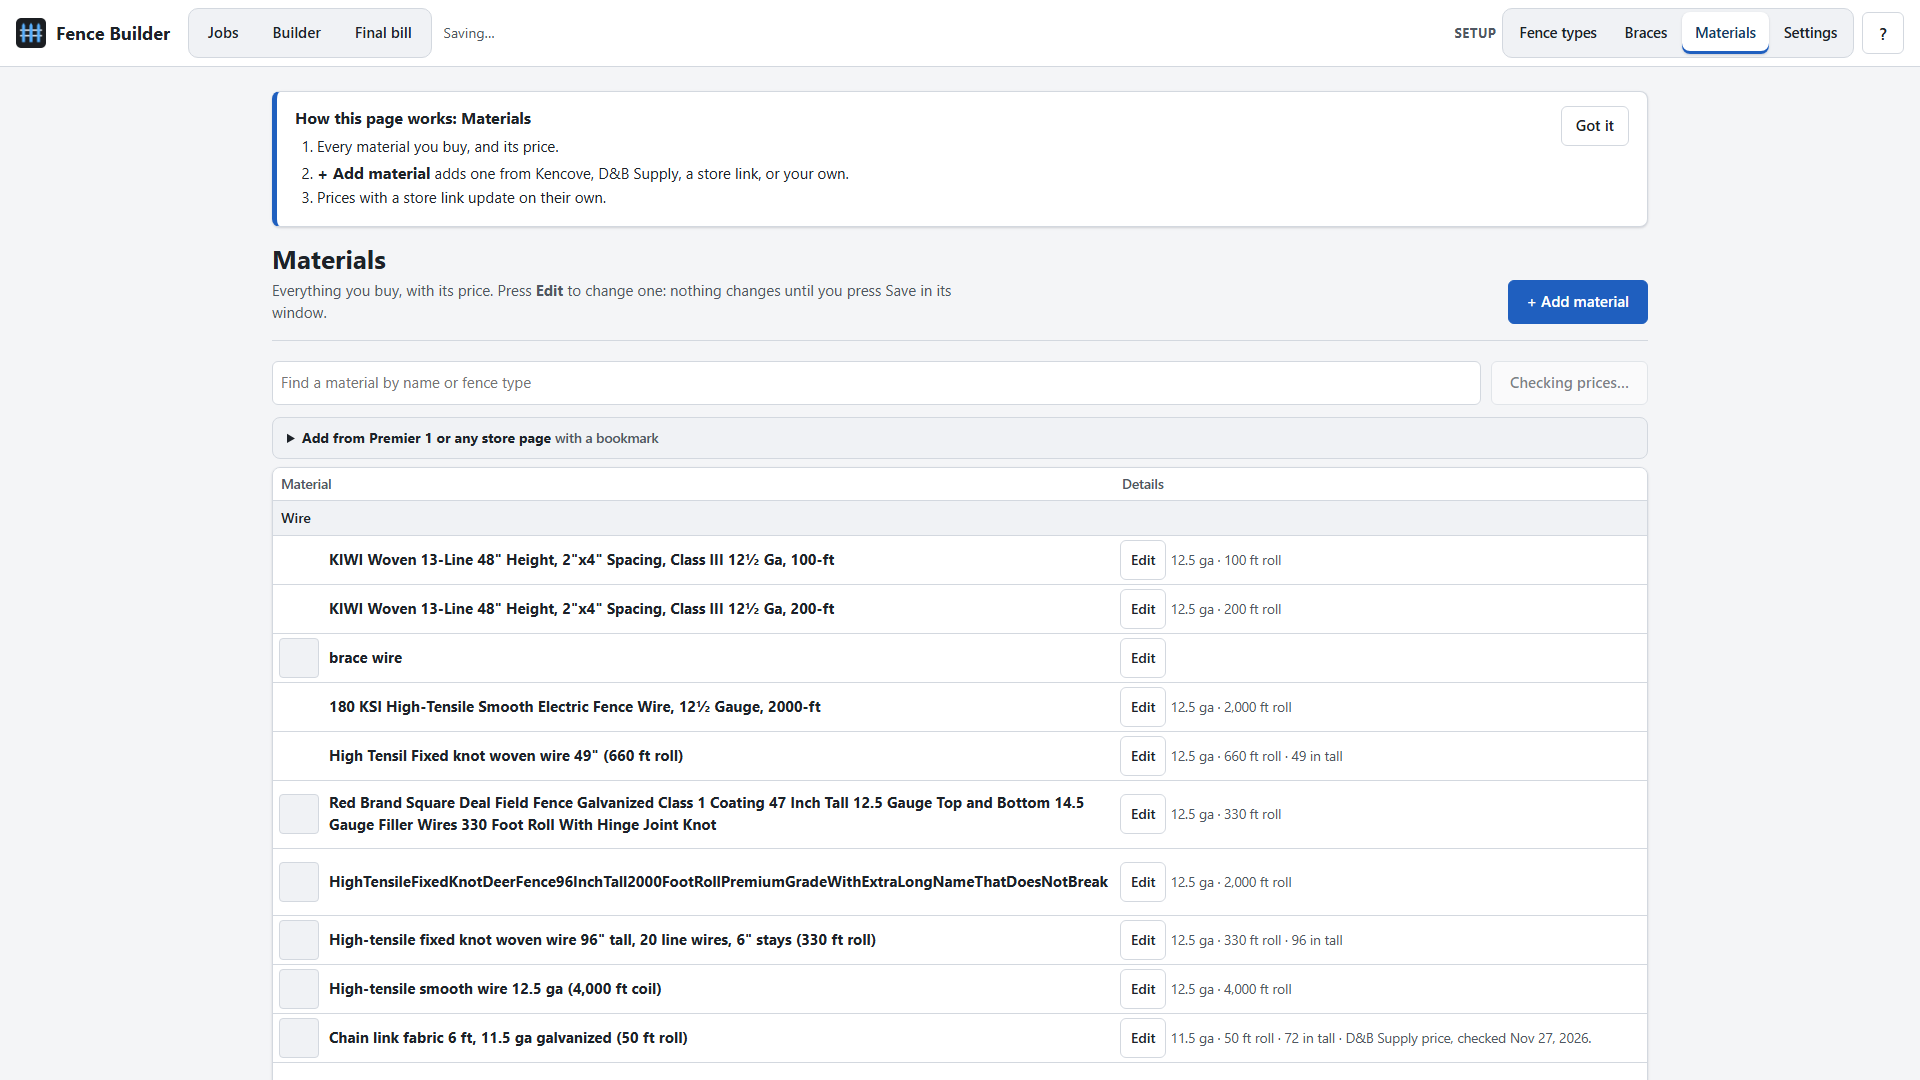 Fence Builder
Jobs
Builder
Final bill
Saving...
SETUP
Fence types
Braces
Materials
Settings
?
How this page works: Materials
Got it
1. Every material you buy, and its price.
2. + Add material adds one from Kencove, D&B Supply, a store link, or your own.
3. Prices with a store link update on their own.
Materials
Everything you buy, with its price. Press Edit to change one: nothing changes until you press Save in its
window.
+ Add material
Find a material by name or fence type
Checking prices...
▶ Add from Premier 1 or any store page with a bookmark
Material
Details
Wire
KIWI Woven 13-Line 48" Height, 2"x4" Spacing, Class III 12½ Ga, 100-ft
Edit
12.5 ga · 100 ft roll
KIWI Woven 13-Line 48" Height, 2"x4" Spacing, Class III 12½ Ga, 200-ft
Edit
12.5 ga · 200 ft roll
brace wire
Edit
180 KSI High-Tensile Smooth Electric Fence Wire, 12½ Gauge, 2000-ft
Edit
12.5 ga · 2,000 ft roll
High Tensil Fixed knot woven wire 49" (660 ft roll)
Edit
12.5 ga · 660 ft roll · 49 in tall
Red Brand Square Deal Field Fence Galvanized Class 1 Coating 47 Inch Tall 12.5 Gauge Top and Bottom 14.5
Gauge Filler Wires 330 Foot Roll With Hinge Joint Knot
Edit
12.5 ga · 330 ft roll
HighTensileFixedKnotDeerFence96InchTall2000FootRollPremiumGradeWithExtraLongNameThatDoesNotBreak
Edit
12.5 ga · 2,000 ft roll
High-tensile fixed knot woven wire 96" tall, 20 line wires, 6" stays (330 ft roll)
Edit
12.5 ga · 330 ft roll · 96 in tall
High-tensile smooth wire 12.5 ga (4,000 ft coil)
Edit
12.5 ga · 4,000 ft roll
Chain link fabric 6 ft, 11.5 ga galvanized (50 ft roll)
Edit
11.5 ga · 50 ft roll · 72 in tall · D&B Supply price, checked Nov 27, 2026.